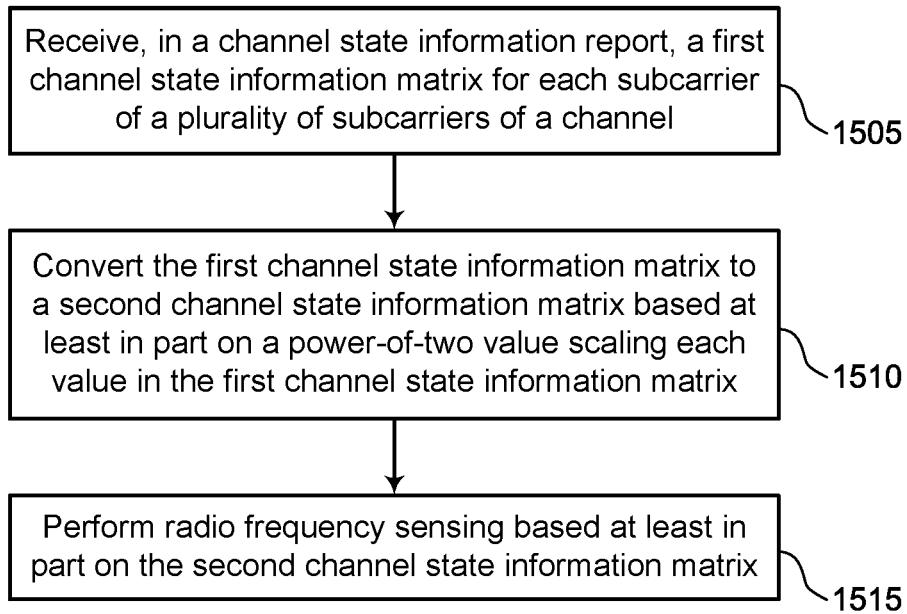 Receive, in a channel state information report, a first
channel state information matrix for each subcarrier
of a plurality of subcarriers of a channel
1505
Convert the first channel state information matrix to
a second channel state information matrix based at
least in part on a power-of-two value scaling each
value in the first channel state information matrix
1510
Perform radio frequency sensing based at least in
part on the second channel state information matrix
1515